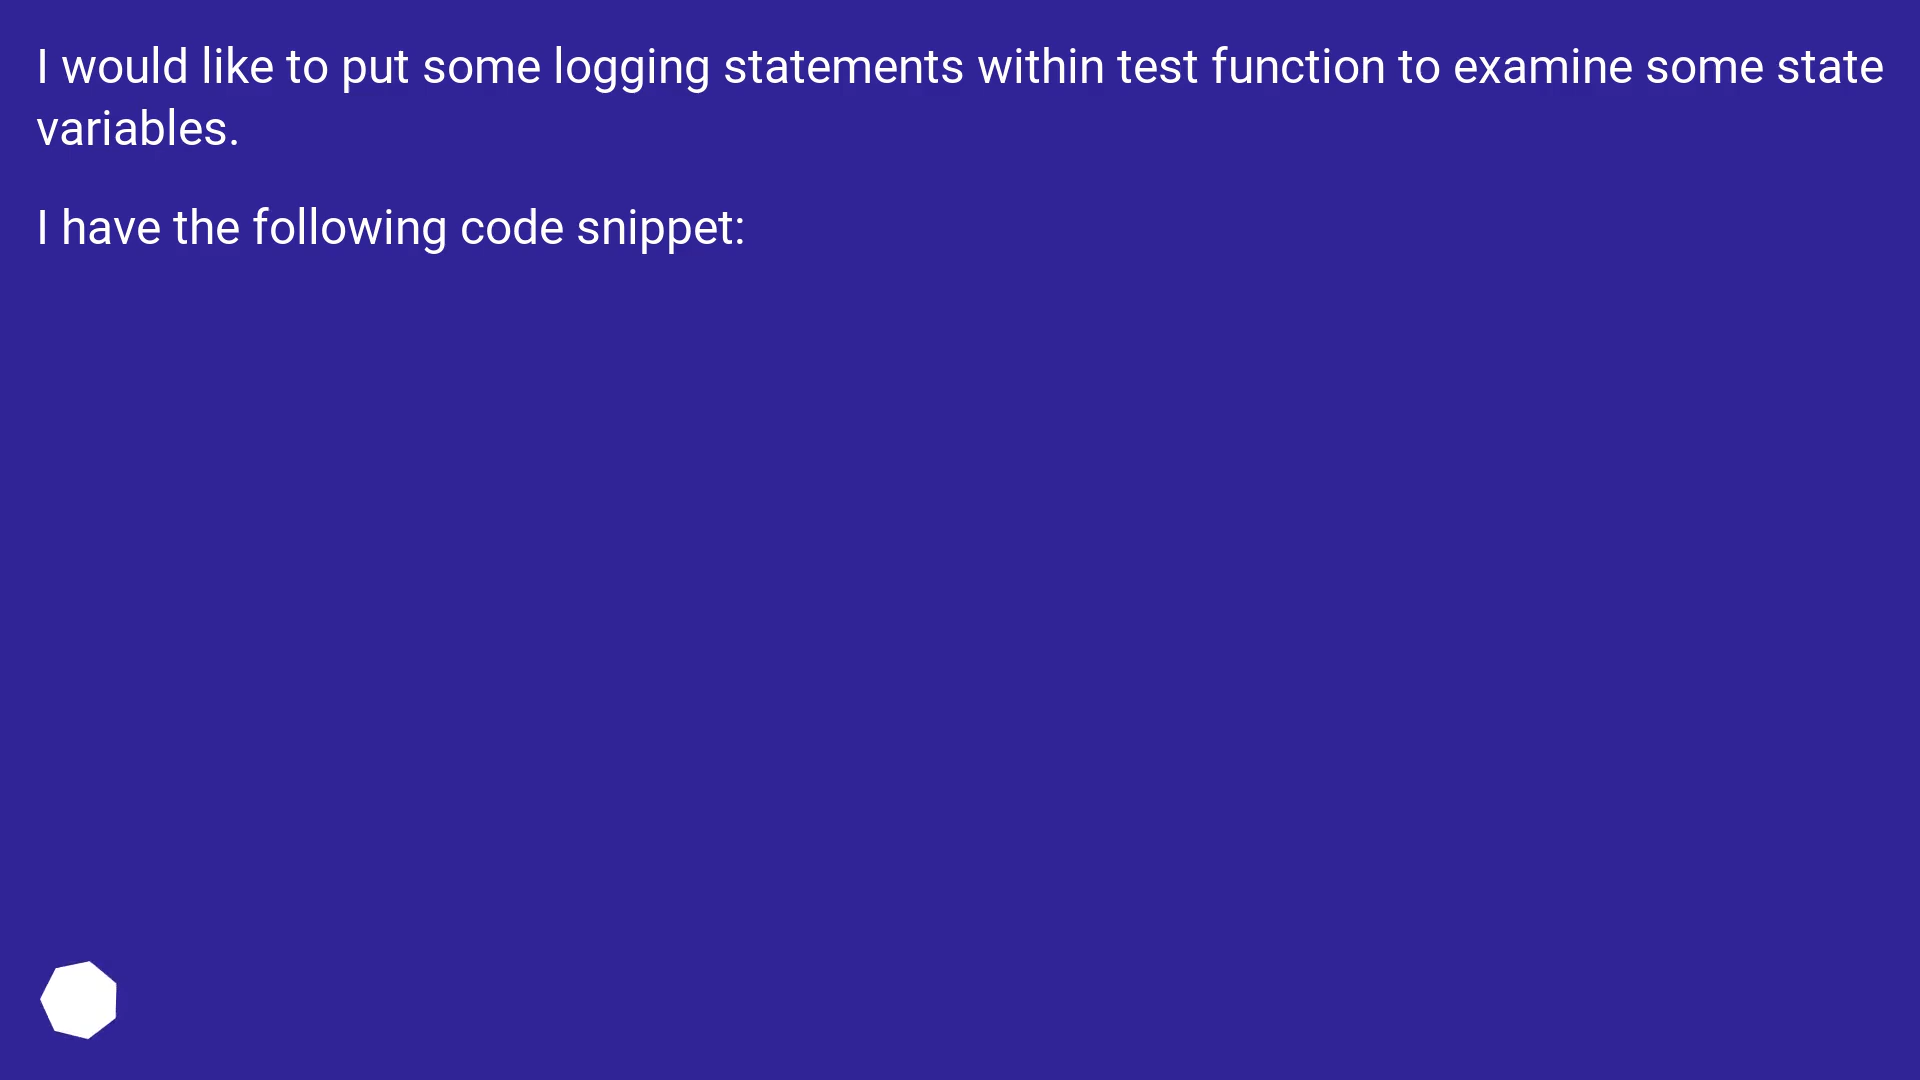 I would like to put some logging statements within test function to examine some state
variables.
I have the following code snippet: